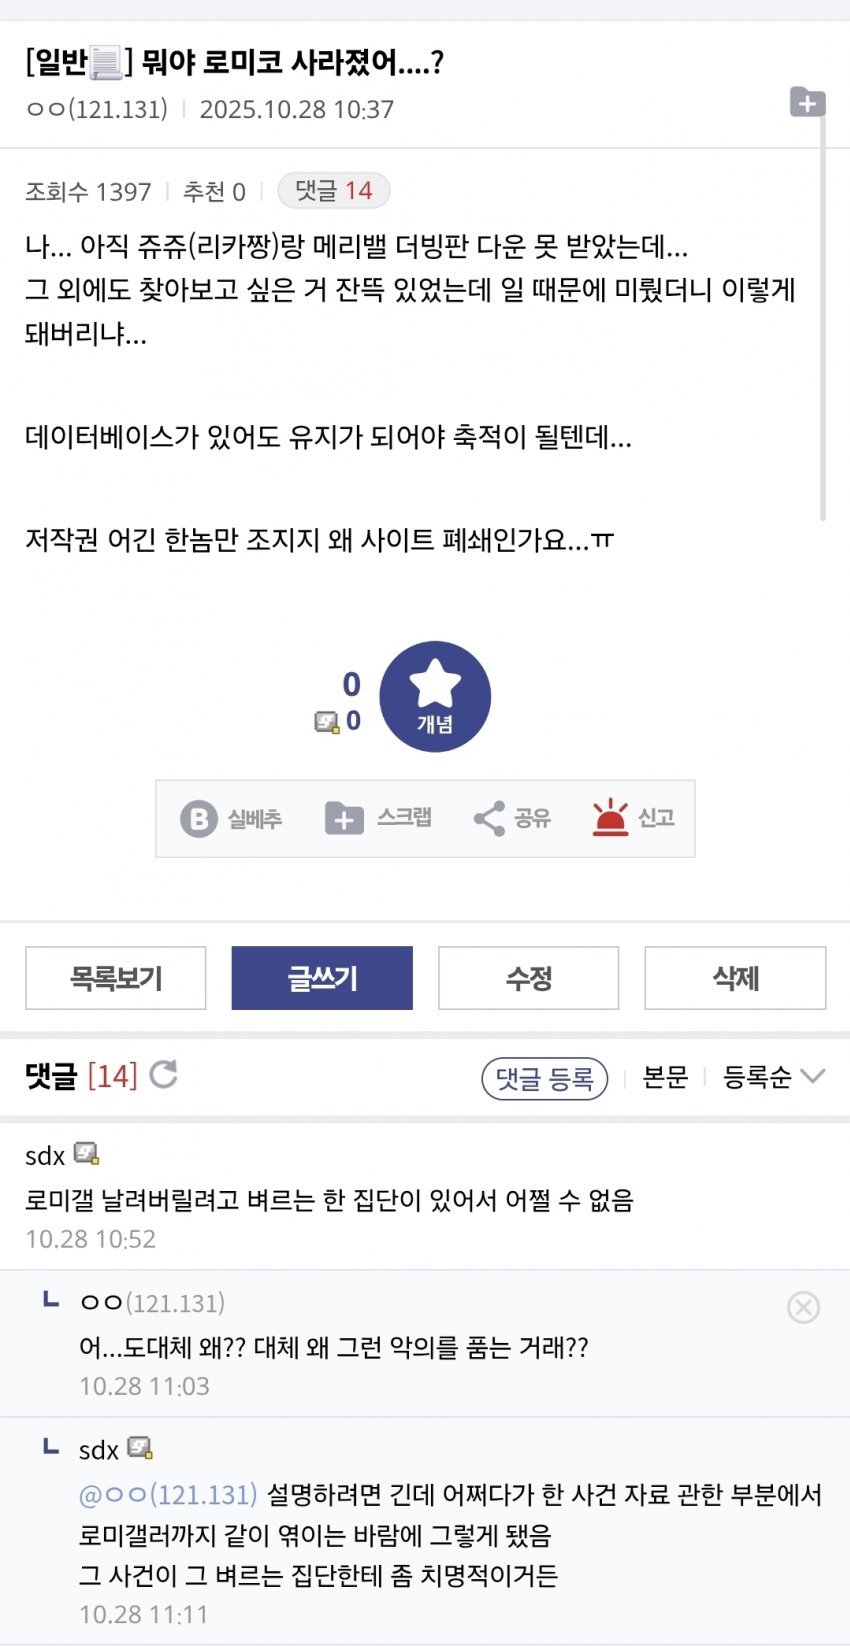 [일반📜] 뭐야 로미코 사라졌어....?
ㅇㅇ(121.131) | 2025.10.28 10:37
조회수 1397 | 추천 0 | 댓글 14
나... 아직 쥬쥬(리카짱)랑 메리밸 더빙판 다운 못 받았는데...
그 외에도 찾아보고 싶은 거 잔뜩 있었는데 일 때문에 미뤘더니 이렇게
돼버리냐...
데이터베이스가 있어도 유지가 되어야 축적이 될텐데...
저작권 어긴 한놈만 조지지 왜 사이트 폐쇄인가요...ㅠ
0
0
개념
B 실베추 스크랩 공유 신고
목록보기 글쓰기 수정 삭제
댓글 [14] 댓글 등록 | 본문 | 등록순
sdx
로미갤 날려버릴려고 벼르는 한 집단이 있어서 어쩔 수 없음
10.28 10:52
ㅇㅇ(121.131)
어...도대체 왜?? 대체 왜 그런 악의를 품는 거래??
10.28 11:03
sdx
@ㅇㅇ(121.131) 설명하려면 긴데 어쩌다가 한 사건 자료 관한 부분에서
로미갤러까지 같이 엮이는 바람에 그렇게 됐음
그 사건이 그 벼르는 집단한테 좀 치명적이거든
10.28 11:11